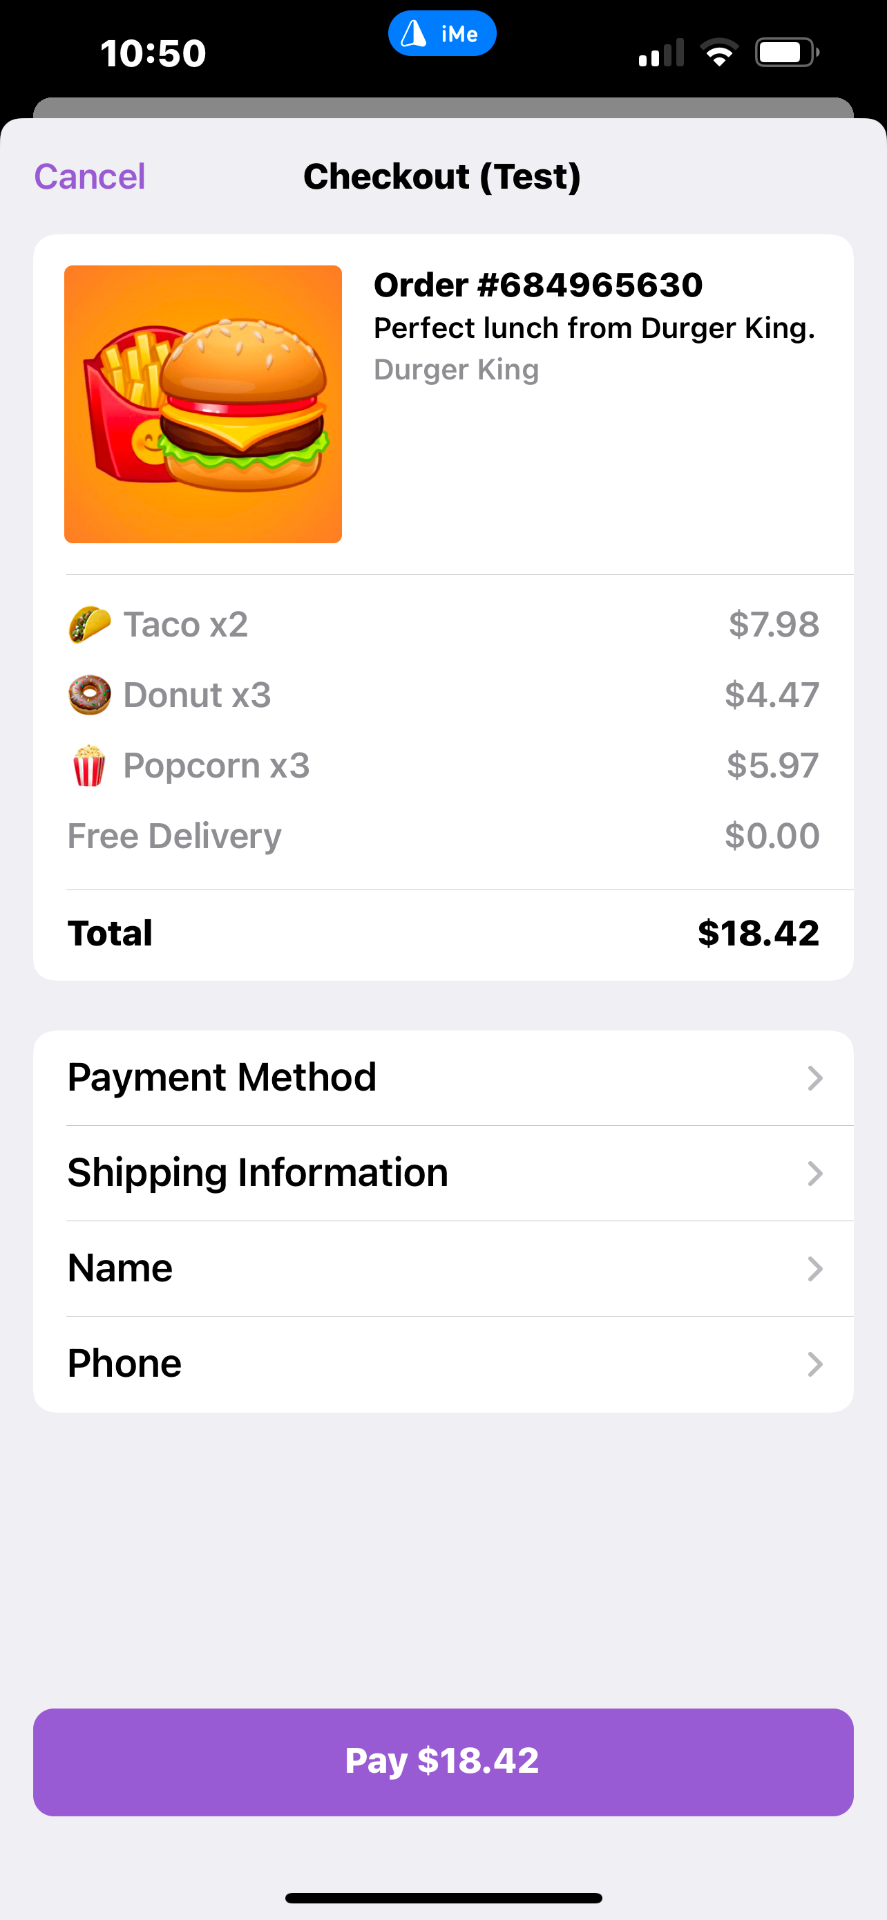 10:50
iMe
Cancel
Checkout (Test)
Order #684965630
Perfect lunch from Durger King.
Durger King
Taco x2 $7.98
Donut x3 $4.47
Popcorn x3 $5.97
Free Delivery $0.00
Total $18.42
Payment Method
Shipping Information
Name
Phone
Pay $18.42